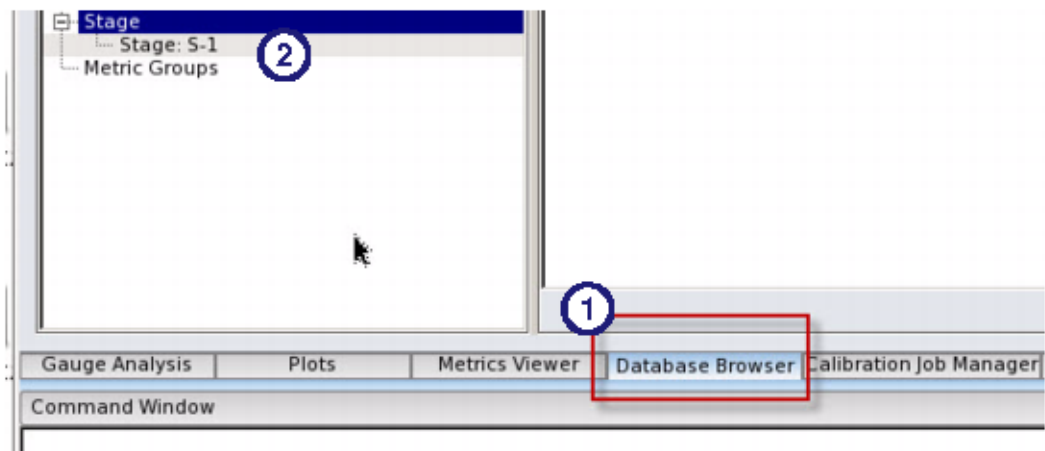 Stage
Stage: S-1
2
Metric Groups
1
Gauge Analysis Plots Metrics Viewer Database Browser Calibration Job Manager
Command Window